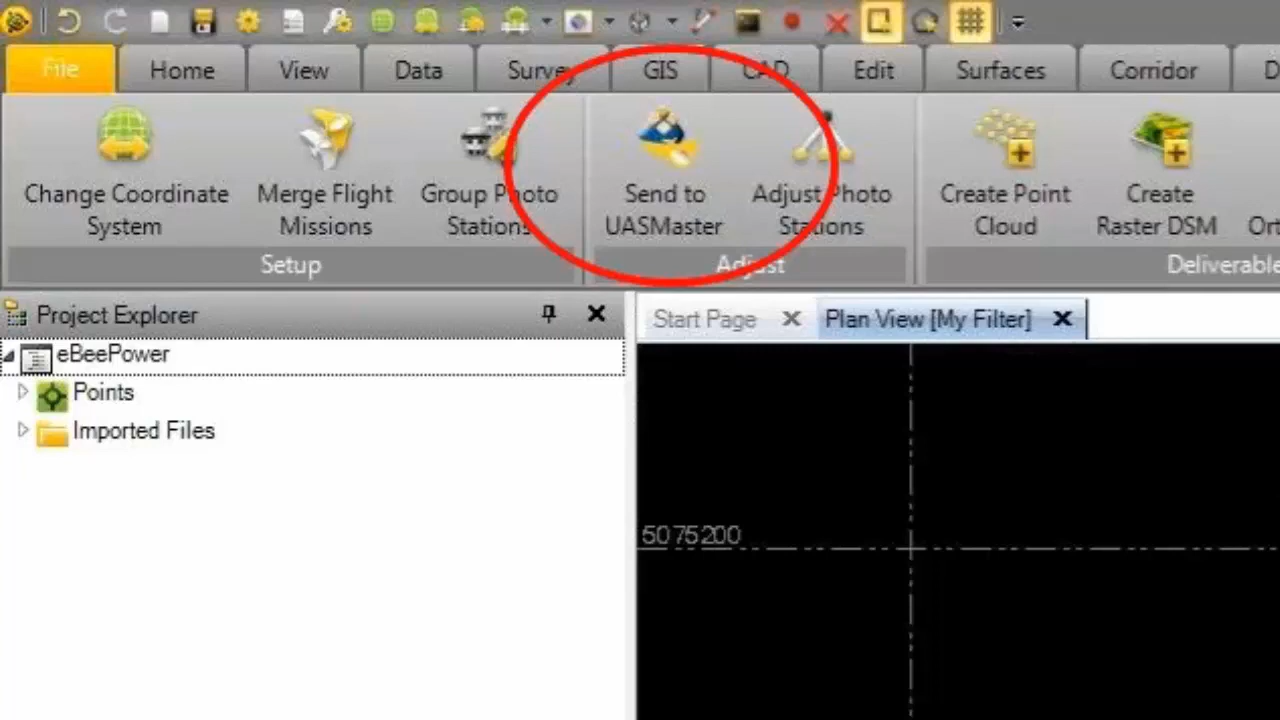 File Home View Data Survey GIS CAD Edit Surfaces Corridor
Change Coordinate System
Merge Flight Missions
Group Photo Stations
Send to UASMaster
Adjust Photo Stations
Create Point Cloud
Create Raster DSM
Setup Adjust
Project Explorer
Start Page Plan View [My Filter]
eBeePower
Points
Imported Files
5075200